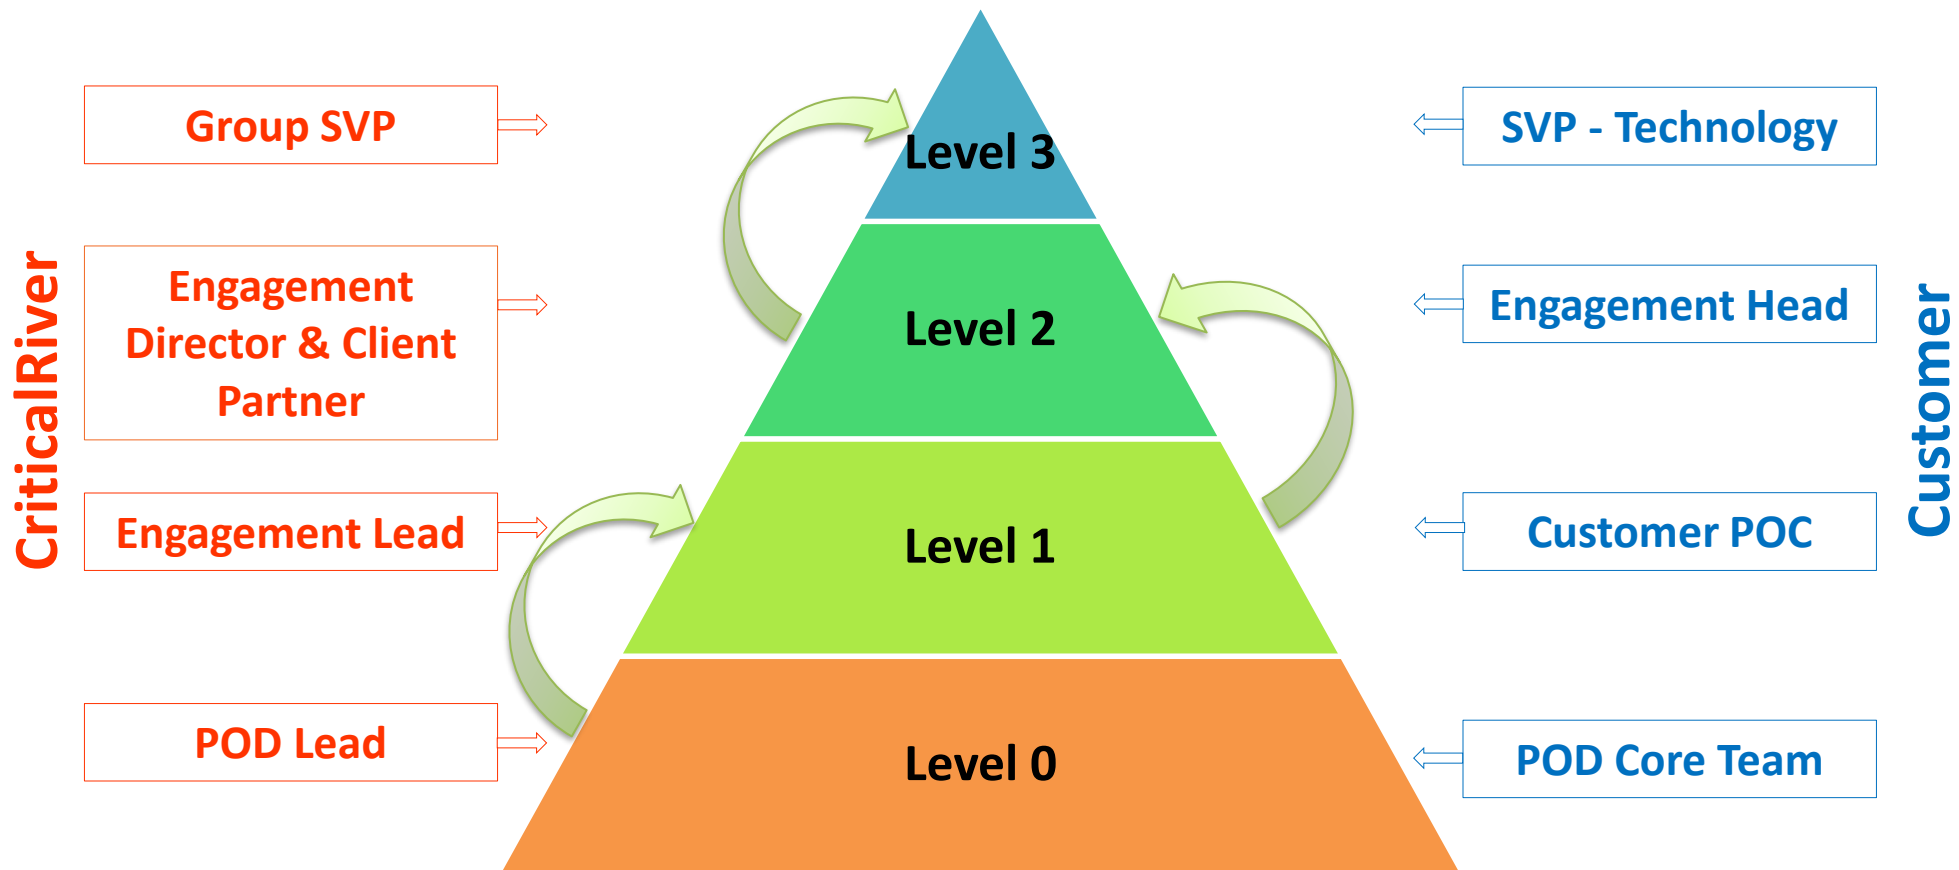 CriticalRiver
Group SVP
Level 3
SVP - Technology
Engagement
Director & Client
Partner
Level 2
Engagement Head
Engagement Lead
Level 1
Customer POC
POD Lead
Level 0
POD Core Team
Customer